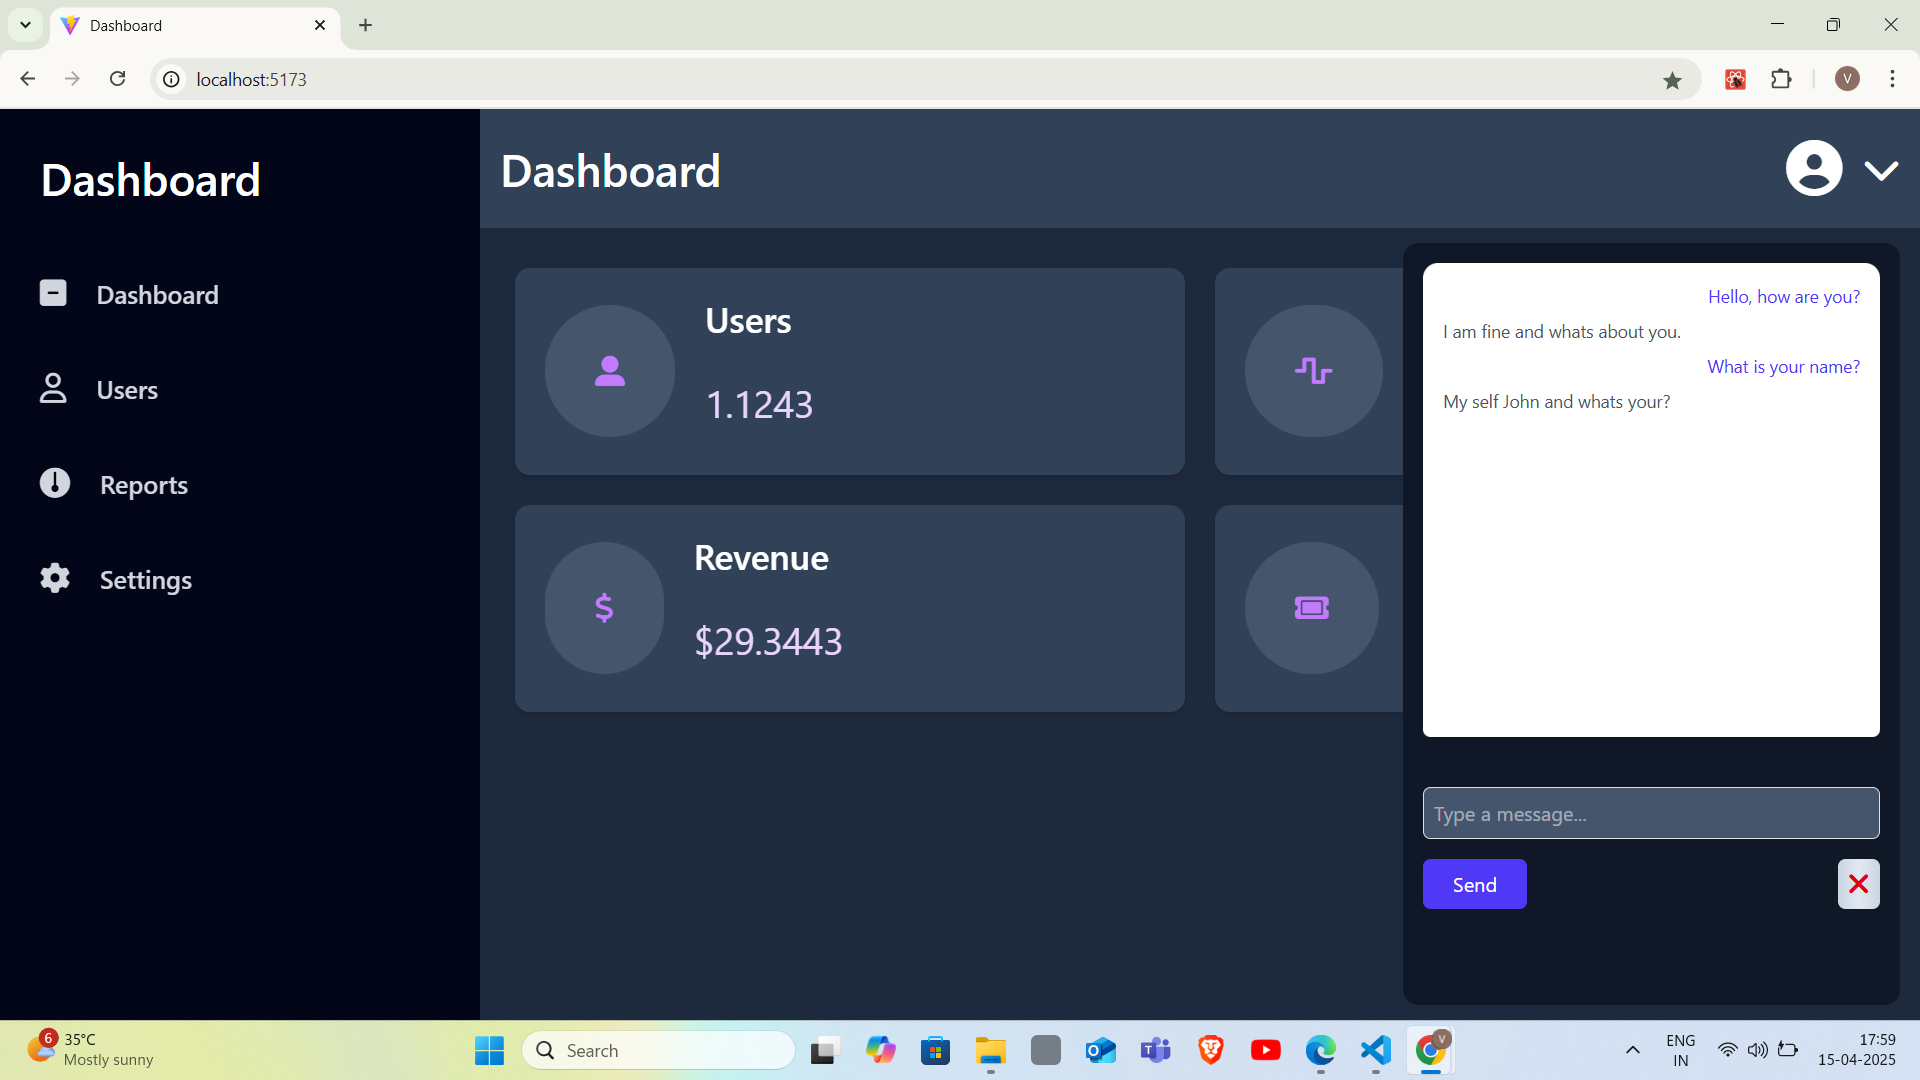 Dashboard
localhost:5173
V
Dashboard
Dashboard
Users
Reports
Settings
Dashboard
Users
1.1243
Revenue
$
$29.3443
Hello, how are you?
I am fine and whats about you.
What is your name?
My self John and whats your?
Type a message...
Send
6
35°C
Mostly sunny
Search
V
ENG
IN
17:59
15-04-2025